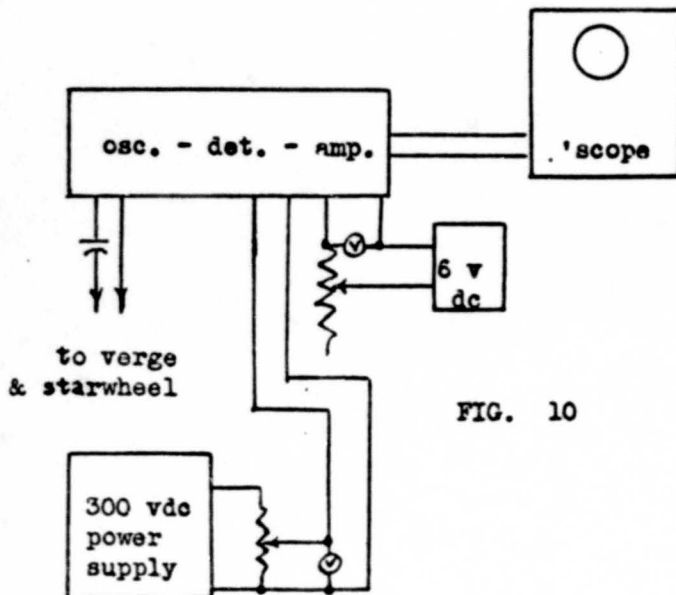 osc. - det. - amp.
'scope
V
6 v
dc
to verge
& starwheel
FIG. 10
300 vdc
power
supply
V